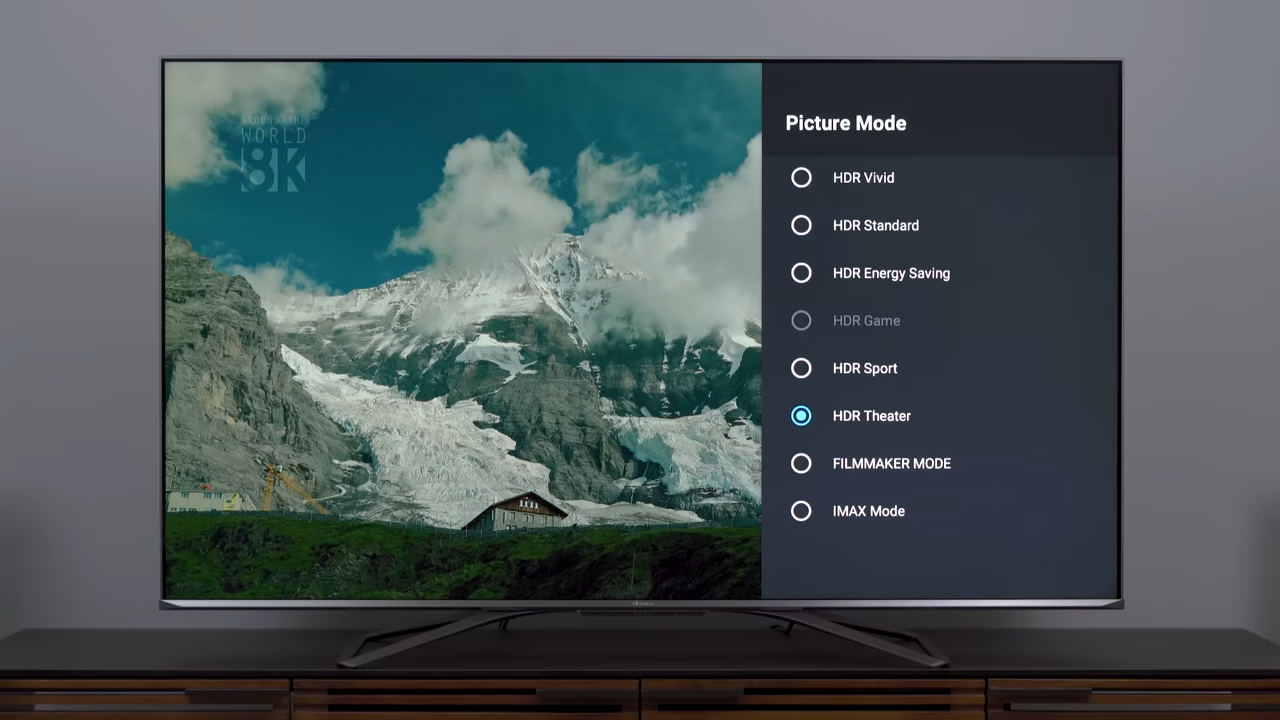 AROUND THE
WORLD
8K
Picture Mode
HDR Vivid
HDR Standard
HDR Energy Saving
HDR Game
HDR Sport
HDR Theater
FILMMAKER MODE
IMAX Mode